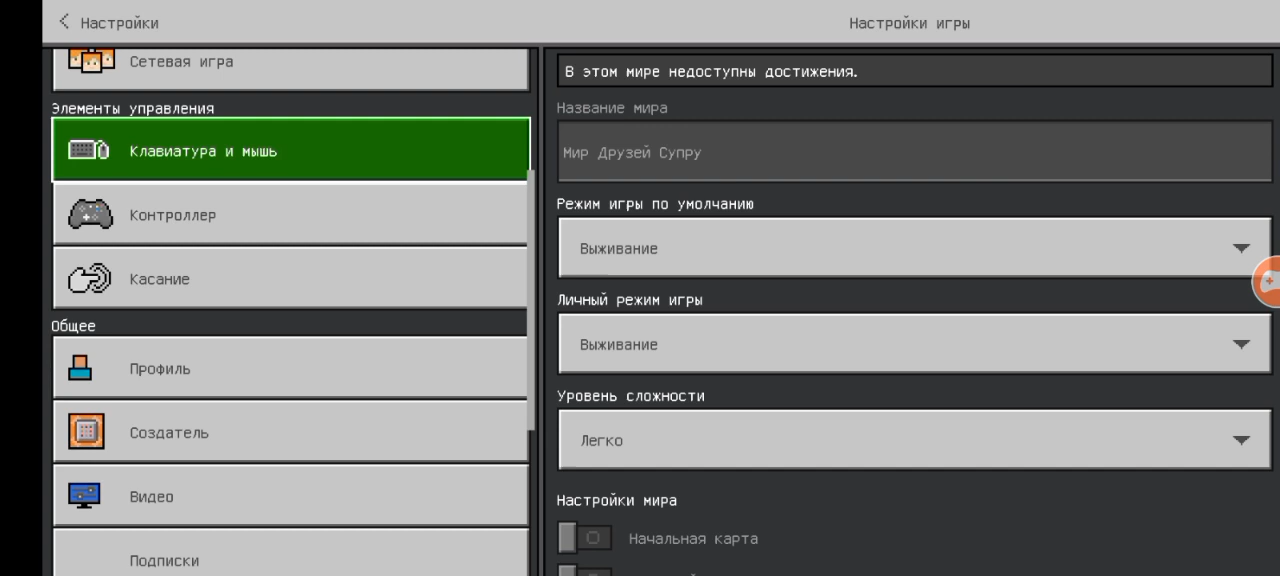 Настройки
Настройки игры
Сетевая игра
Элементы управления
Клавиатура и мышь
Контроллер
Касание
Общее
Профиль
Создатель
Видео
Подписки
В этом мире недоступны достижения.
Название мира
Мир Друзей Супру
Режим игры по умолчанию
Выживание
Личный режим игры
Выживание
Уровень сложности
Легко
Настройки мира
Начальная карта